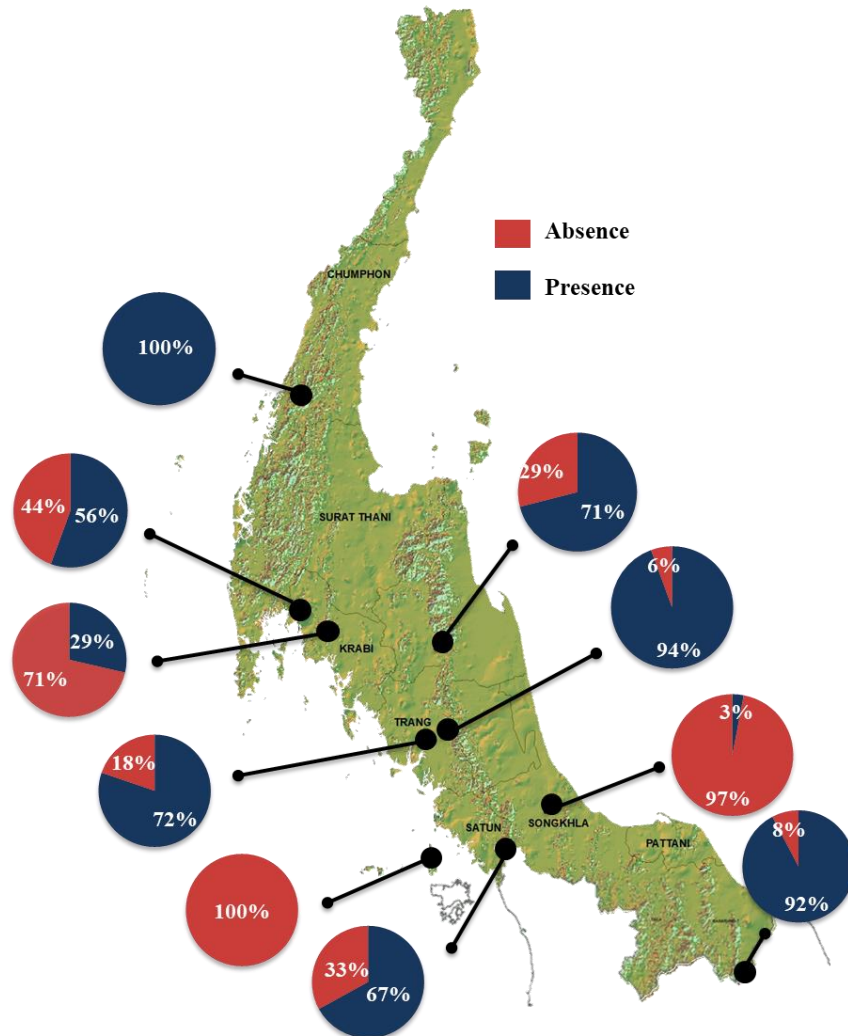 Absence
Presence
CHUMPHON
100%
29%
71%
44%
56%
SURAT THANI
6%
94%
29%
71%
KRABI
3%
97%
TRANG
18%
72%
SATUN
SONGKHLA
PATTANI
8%
92%
100%
33%
67%